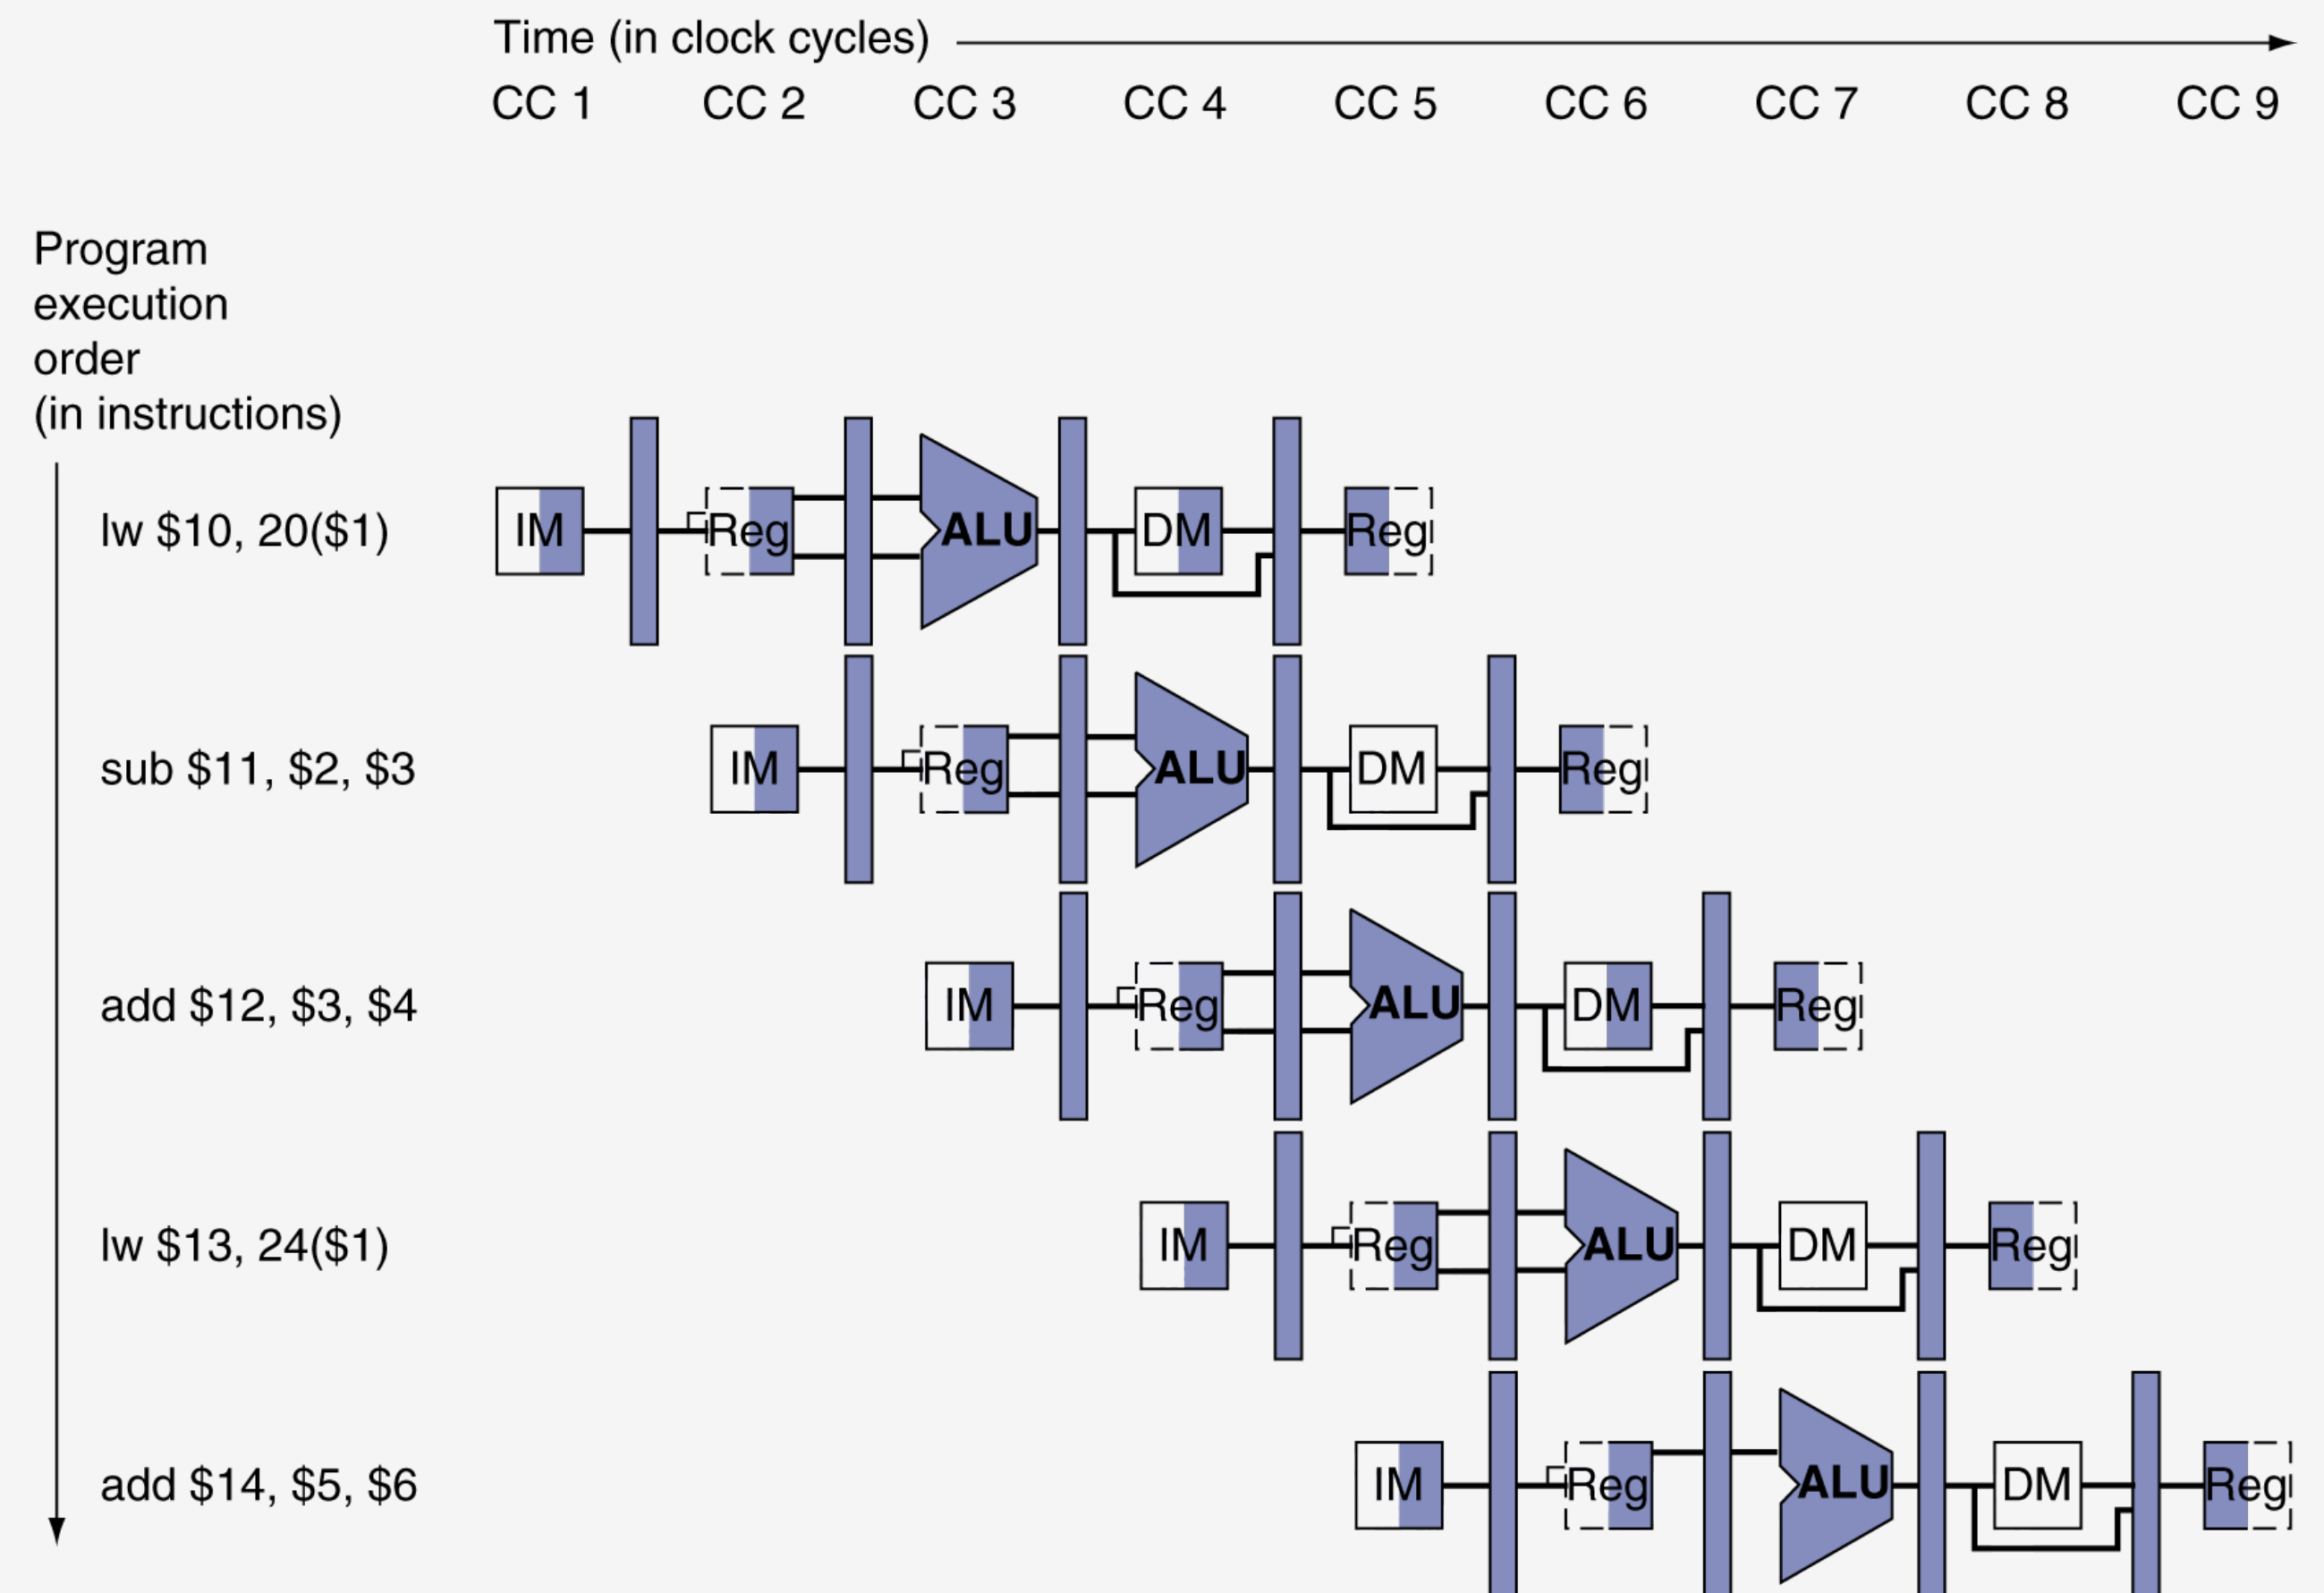 Time (in clock cycles)
CC 1 CC 2 CC 3 CC 4 CC 5 CC 6 CC 7 CC 8 CC 9
Program
execution
order
(in instructions)
lw $10, 20($1) IM Reg ALU DM Reg
sub $11, $2, $3 IM Reg ALU DM Reg
add $12, $3, $4 IM Reg ALU DM Reg
lw $13, 24($1) IM Reg ALU DM Reg
add $14, $5, $6 IM Reg ALU DM Reg